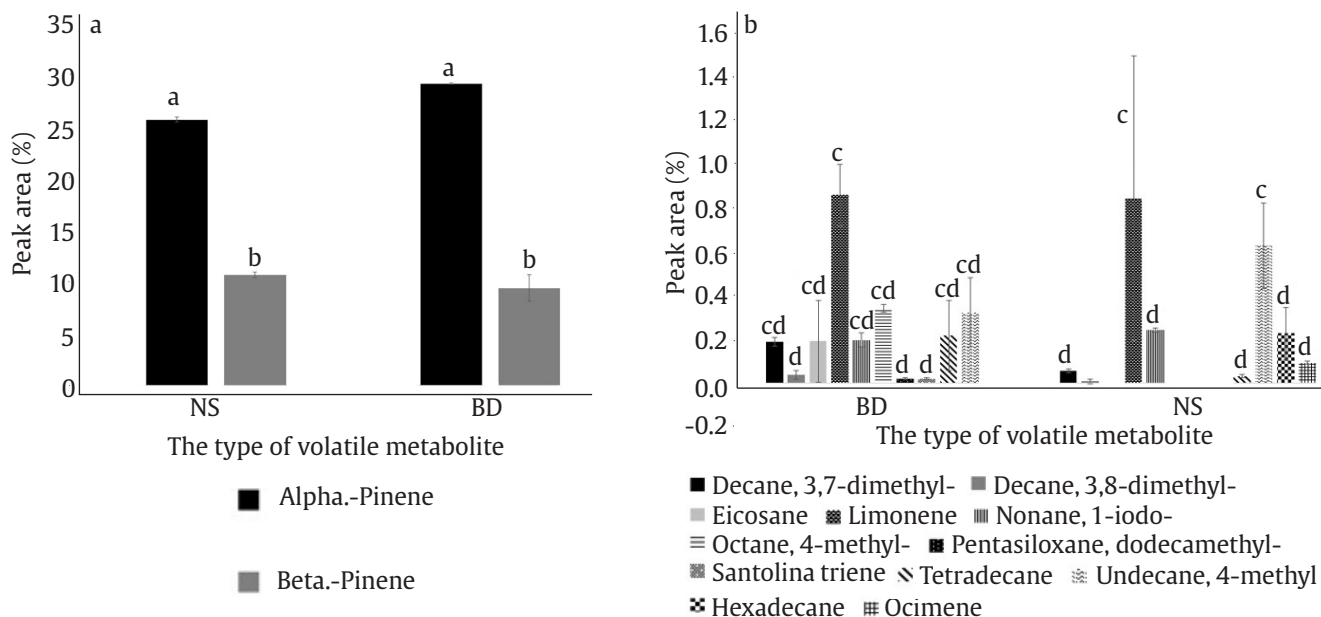 a
35
30
25
20
15
10
5
0
Peak area (%)
a
b
a
b
NS BD
The type of volatile metabolite
Alpha.-Pinene
Beta.-Pinene
b
1.6
1.4
1.2
1.0
0.8
0.6
0.4
0.2
0.0
-0.2
Peak area (%)
cd
d
cd
c
cd
cd
d
d
cd
cd
d
c
d
d
c
d
d
BD NS
The type of volatile metabolite
Decane, 3,7-dimethyl- Decane, 3,8-dimethyl-
Eicosane Limonene Nonane, 1-iodo-
Octane, 4-methyl- Pentasiloxane, dodecamethyl-
Santolina triene Tetradecane Undecane, 4-methyl
Hexadecane Ocimene